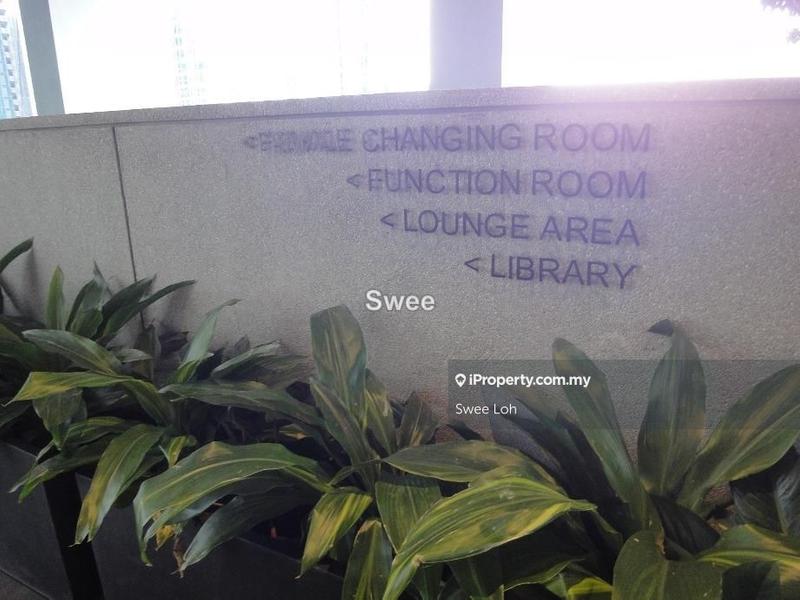 < CHANGING ROOM
< FUNCTION ROOM
< LOUNGE AREA
< LIBRARY
Swee
iProperty.com.my
Swee Loh